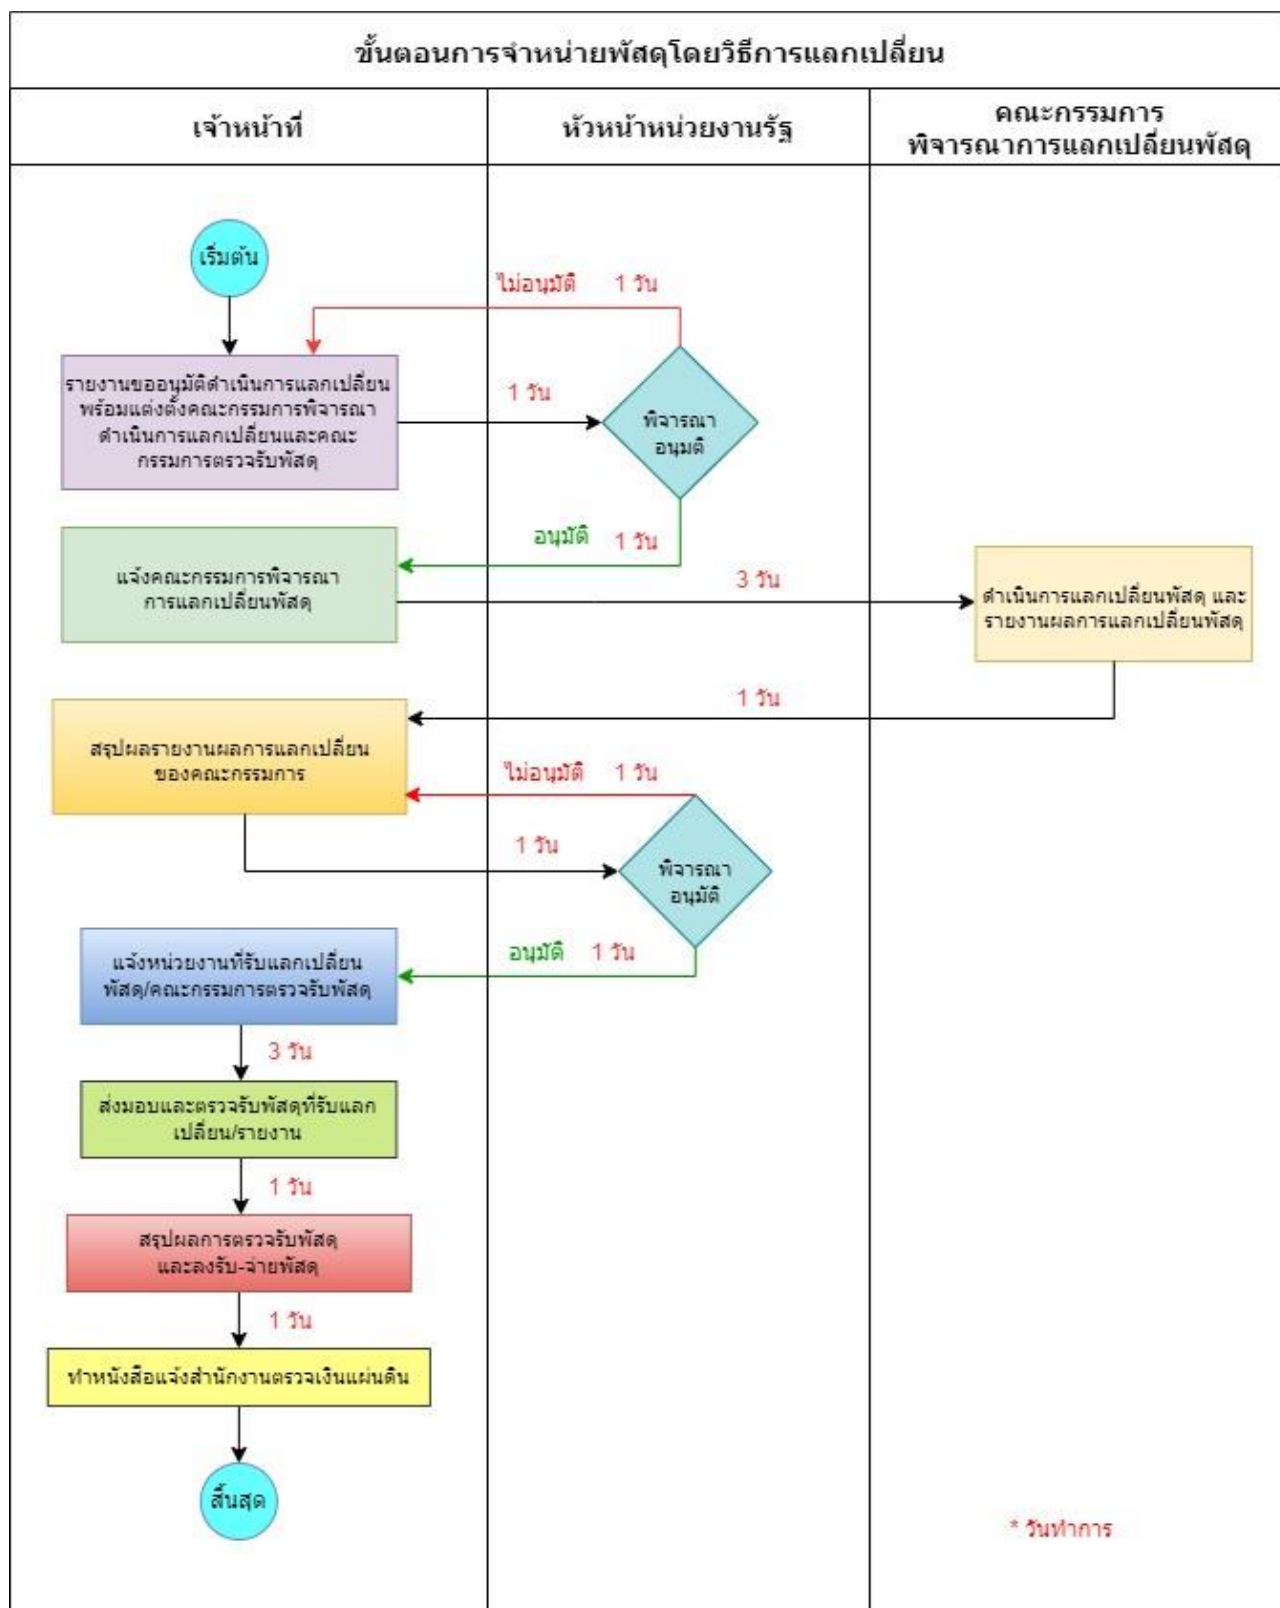 ขั้นตอนการจำหน่ายพัสดุโดยวิธีการแลกเปลี่ยน
เจ้าหน้าที่
หัวหน้าหน่วยงานรัฐ
คณะกรรมการ
พิจารณาการแลกเปลี่ยนพัสดุ
เริ่มต้น
ไม่อนุมัติ 1 วัน
รายงานขออนุมัติดำเนินการแลกเปลี่ยน
พร้อมแต่งตั้งคณะกรรมการพิจารณา
ดำเนินการแลกเปลี่ยนและคณะ
กรรมการตรวจรับพัสดุ
1 วัน
พิจารณา
อนุมติ
อนุมัติ 1 วัน
แจ้งคณะกรรมการพิจารณา
การแลกเปลี่ยนพัสดุ
3 วัน
ดำเนินการแลกเปลี่ยนพัสดุ และ
รายงานผลการแลกเปลี่ยนพัสดุ
1 วัน
สรุปผลรายงานผลการแลกเปลี่ยน
ของคณะกรรมการ
ไม่อนุมัติ 1 วัน
1 วัน
พิจารณา
อนุมัติ
อนุมัติ 1 วัน
แจ้งหน่วยงานที่รับแลกเปลี่ยน
พัสดุ/คณะกรรมการตรวจรับพัสดุ
3 วัน
ส่งมอบและตรวจรับพัสดุที่รับแลก
เปลี่ยน/รายงาน
1 วัน
สรุปผลการตรวจรับพัสดุ
และลงรับ-จ่ายพัสดุ
1 วัน
ทำหนังสือแจ้งสำนักงานตรวจเงินแผ่นดิน
สิ้นสุด
* วันทำการ